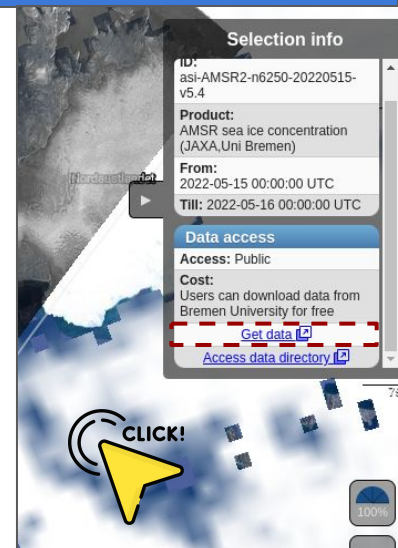 Selection info
ID:
asi-AMSR2-n6250-20220515-
v5.4
Product:
AMSR sea ice concentration
(JAXA,Uni Bremen)
From:
2022-05-15 00:00:00 UTC
Till: 2022-05-16 00:00:00 UTC
Nordaustlandet
Data access
Access: Public
Cost:
Users can download data from
Bremen University for free
Get data
Access data directory
CLICK!
100%